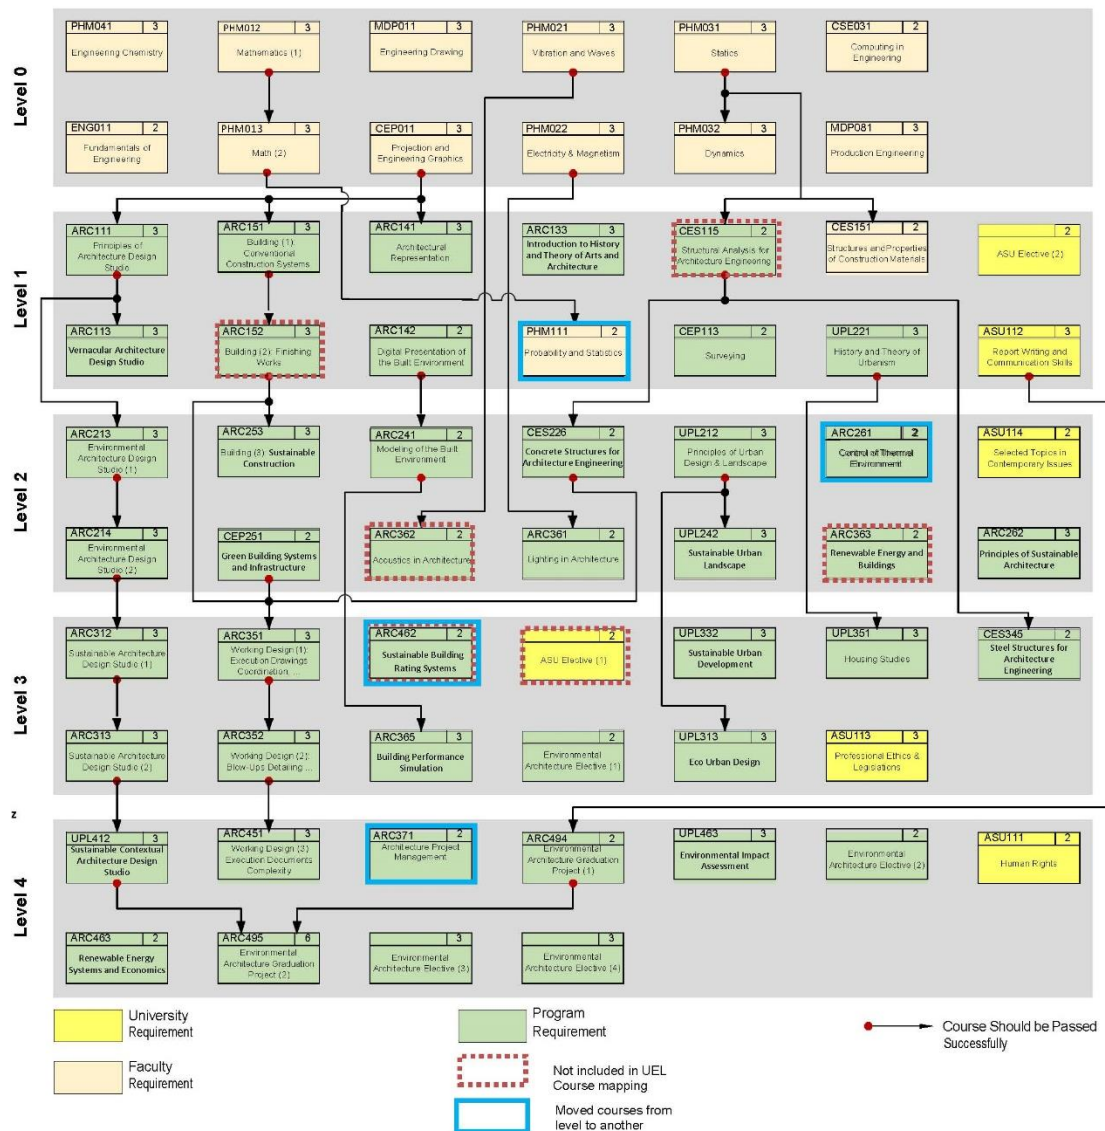 Level 0
PHM041 3
Engineering Chemistry
PHM012 3
Mathematics (1)
MDP011 3
Engineering Drawing
PHM021 3
Vibration and Waves
PHM031 3
Statics
CSE031 2
Computing in
Engineering
ENG011 2
Fundamentals of
Engineering
PHM013 3
Math (2)
CEP011 3
Projection and
Engineering Graphics
PHM022 3
Electricity & Magnetism
PHM032 3
Dynamics
MDP081 3
Production Engineering
Level 1
ARC111 3
Principles of
Architecture Design
Studio
ARC151 3
Building (1):
Conventional
Construction Systems
ARC141 3
Architectural
Representation
ARC133 3
Introduction to History
and Theory of Arts and
Architecture
CES115 2
Structural Analysis for
Architecture Engineering
CES151 2
Structures and Properties
of Construction Materials
2
ASU Elective (2)
ARC113 3
Vernacular Architecture
Design Studio
ARC152 3
Building (2): Finishing
Works
ARC142 2
Digital Presentation of
the Built Environment
PHM111 2
Probability and Statistics
CEP113 2
Surveying
UPL221 3
History and Theory of
Urbanism
ASU112 3
Report Writing and
Communication Skills
Level 2
ARC213 3
Environmental
Architecture Design
Studio (1)
ARC253 3
Building (3) Sustainable
Construction
ARC241 2
Modeling of the Built
Environment
CES226 2
Concrete Structures for
Architecture Engineering
UPL212 3
Principles of Urban
Design & Landscape
ARC261 2
Control of Thermal
Environment
ASU114 2
Selected Topics in
Contemporary Issues
ARC214 3
Environmental
Architecture Design
Studio (2)
CEP251 2
Green Building Systems
and Infrastructure
ARC362 2
Acoustics in Architecture
ARC361 2
Lighting in Architecture
UPL242 3
Sustainable Urban
Landscape
ARC363 2
Renewable Energy and
Buildings
ARC262 3
Principles of Sustainable
Architecture
Level 3
ARC312 3
Sustainable Architecture
Design Studio (1)
ARC351 3
Working Design (1):
Execution Drawings
Coordination, ...
ARC462 2
Sustainable Building
Rating Systems
2
ASU Elective (1)
UPL332 3
Sustainable Urban
Development
UPL351 3
Housing Studies
CES345 2
Steel Structures for
Architecture
Engineering
ARC313 3
Sustainable Architecture
Design Studio (2)
ARC352 3
Working Design (2):
Blow-Ups Detailing ...
ARC365 3
Building Performance
Simulation
2
Environmental
Architecture Elective (1)
UPL313 3
Eco Urban Design
ASU113 3
Professional Ethics &
Legislations
z
Level 4
UPL412 3
Sustainable Contextual
Architecture Design
Studio
ARC451 3
Working Design (3)
Execution Documents
Complexity
ARC371 2
Architecture Project
Management
ARC494 2
Environmental
Architecture Graduation
Project (1)
UPL463 3
Environmental Impact
Assessment
2
Environmental
Architecture Elective (2)
ASU111 2
Human Rights
ARC463 2
Renewable Energy
Systems and Economics
ARC495 6
Environmental
Architecture Graduation
Project (2)
3
Environmental
Architecture Elective (3)
3
Environmental
Architecture Elective (4)
University
Requirement
Program
Requirement
Course Should be Passed
Successfully
Faculty
Requirement
Not included in UEL
Course mapping
Moved courses from
level to another